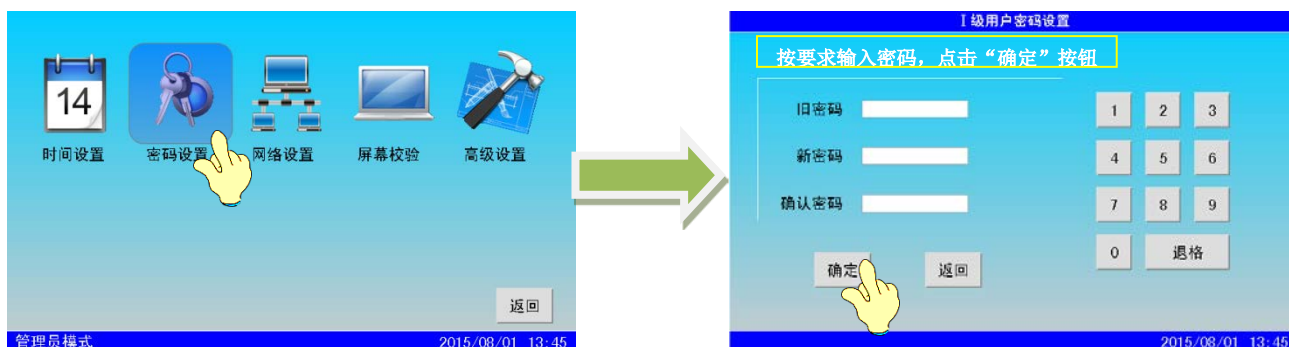 14
时间设置
密码设置
网络设置
屏幕校验
高级设置
返回
管理员模式
2015/08/01 13:45
I级用户密码设置
按要求输入密码，点击“确定”按钮
旧密码
新密码
确认密码
1 2 3
4 5 6
7 8 9
0 退格
确定
返回
2015/08/01 13:45